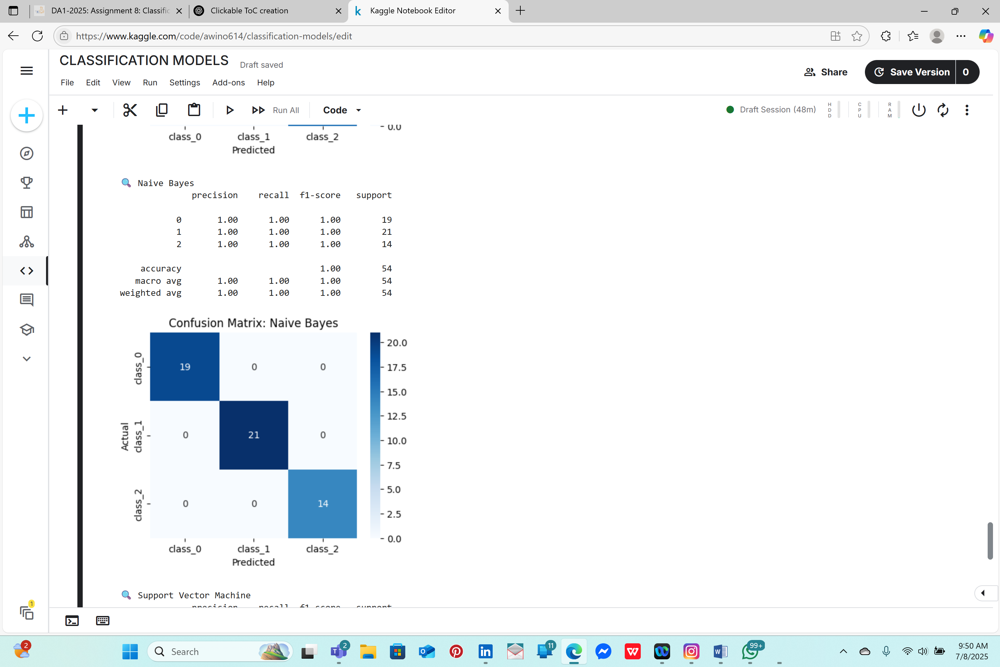 DA1-2025: Assignment 8: Classific
Clickable ToC creation
Kaggle Notebook Editor
https://www.kaggle.com/code/awino614/classification-models/edit
CLASSIFICATION MODELS Draft saved
File Edit View Run Settings Add-ons Help
Share
Save Version 0
Run All
Code
Draft Session (48m)
HDD
CPU
RAM
0.0
class_0 class_1 class_2
Predicted
Naive Bayes
precision recall f1-score support
0 1.00 1.00 1.00 19
1 1.00 1.00 1.00 21
2 1.00 1.00 1.00 14
accuracy 1.00 54
macro avg 1.00 1.00 1.00 54
weighted avg 1.00 1.00 1.00 54
Confusion Matrix: Naive Bayes
20.0
17.5
15.0
12.5
10.0
7.5
5.0
2.5
0.0
Actual
class_0
class_1
class_2
19 0 0
0 21 0
0 0 14
class_0 class_1 class_2
Predicted
Support Vector Machine
precision recall f1-score support
1
2
Search
2
11
99+
9:50 AM
7/8/2025